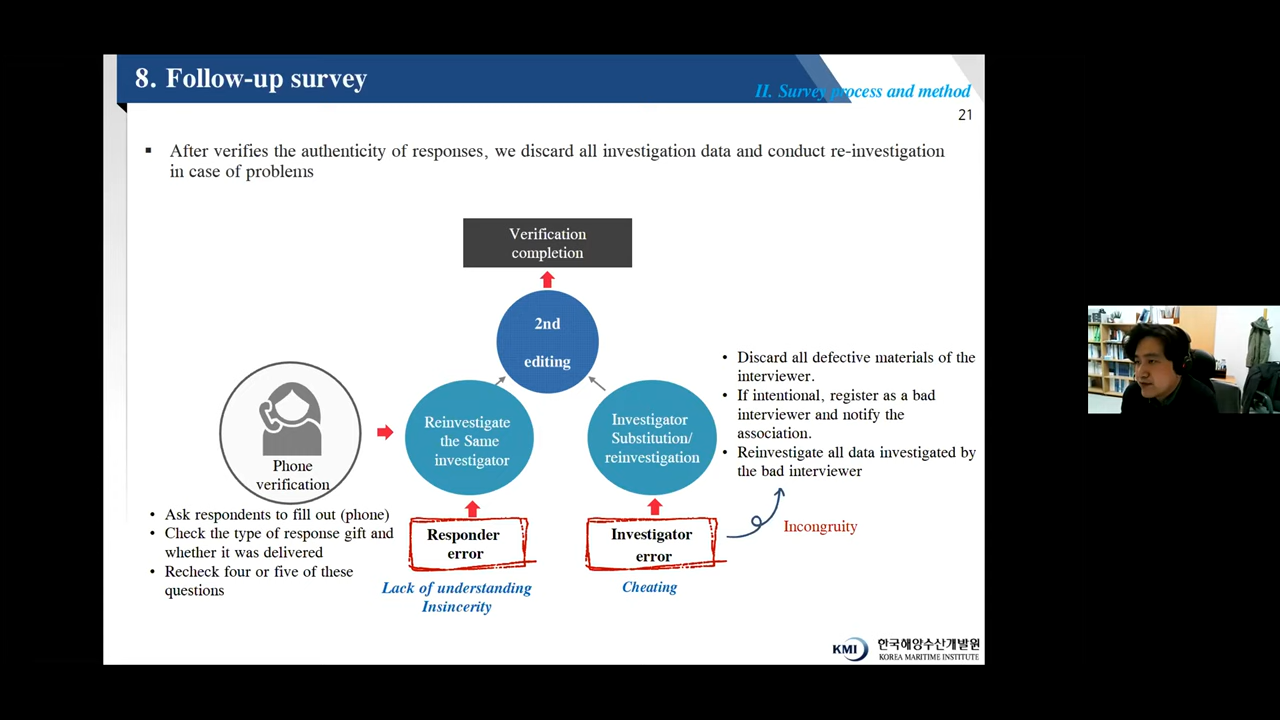 8. Follow-up survey
II. Survey process and method
21
▪ After verifies the authenticity of responses, we discard all investigation data and conduct re-investigation
in case of problems
Verification
completion
2nd
editing
Reinvestigate
the Same
investigator
Investigator
Substitution/
reinvestigation
• Discard all defective materials of the
interviewer.
• If intentional, register as a bad
interviewer and notify the
association.
• Reinvestigate all data investigated by
the bad interviewer
Phone
verification
• Ask respondents to fill out (phone)
• Check the type of response gift and
whether it was delivered
• Recheck four or five of these
questions
Responder
error
Lack of understanding
Insincerity
Investigator
error
Cheating
Incongruity
KMI
한국해양수산개발원
KOREA MARITIME INSTITUTE